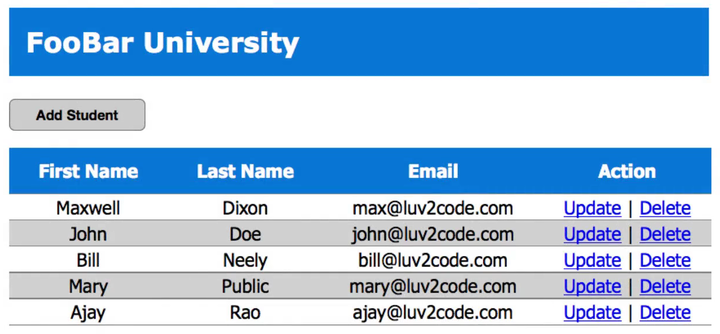 FooBar University
Add Student
First Name Last Name Email Action
Maxwell Dixon max@luv2code.com Update | Delete
John Doe john@luv2code.com Update | Delete
Bill Neely bill@luv2code.com Update | Delete
Mary Public mary@luv2code.com Update | Delete
Ajay Rao ajay@luv2code.com Update | Delete